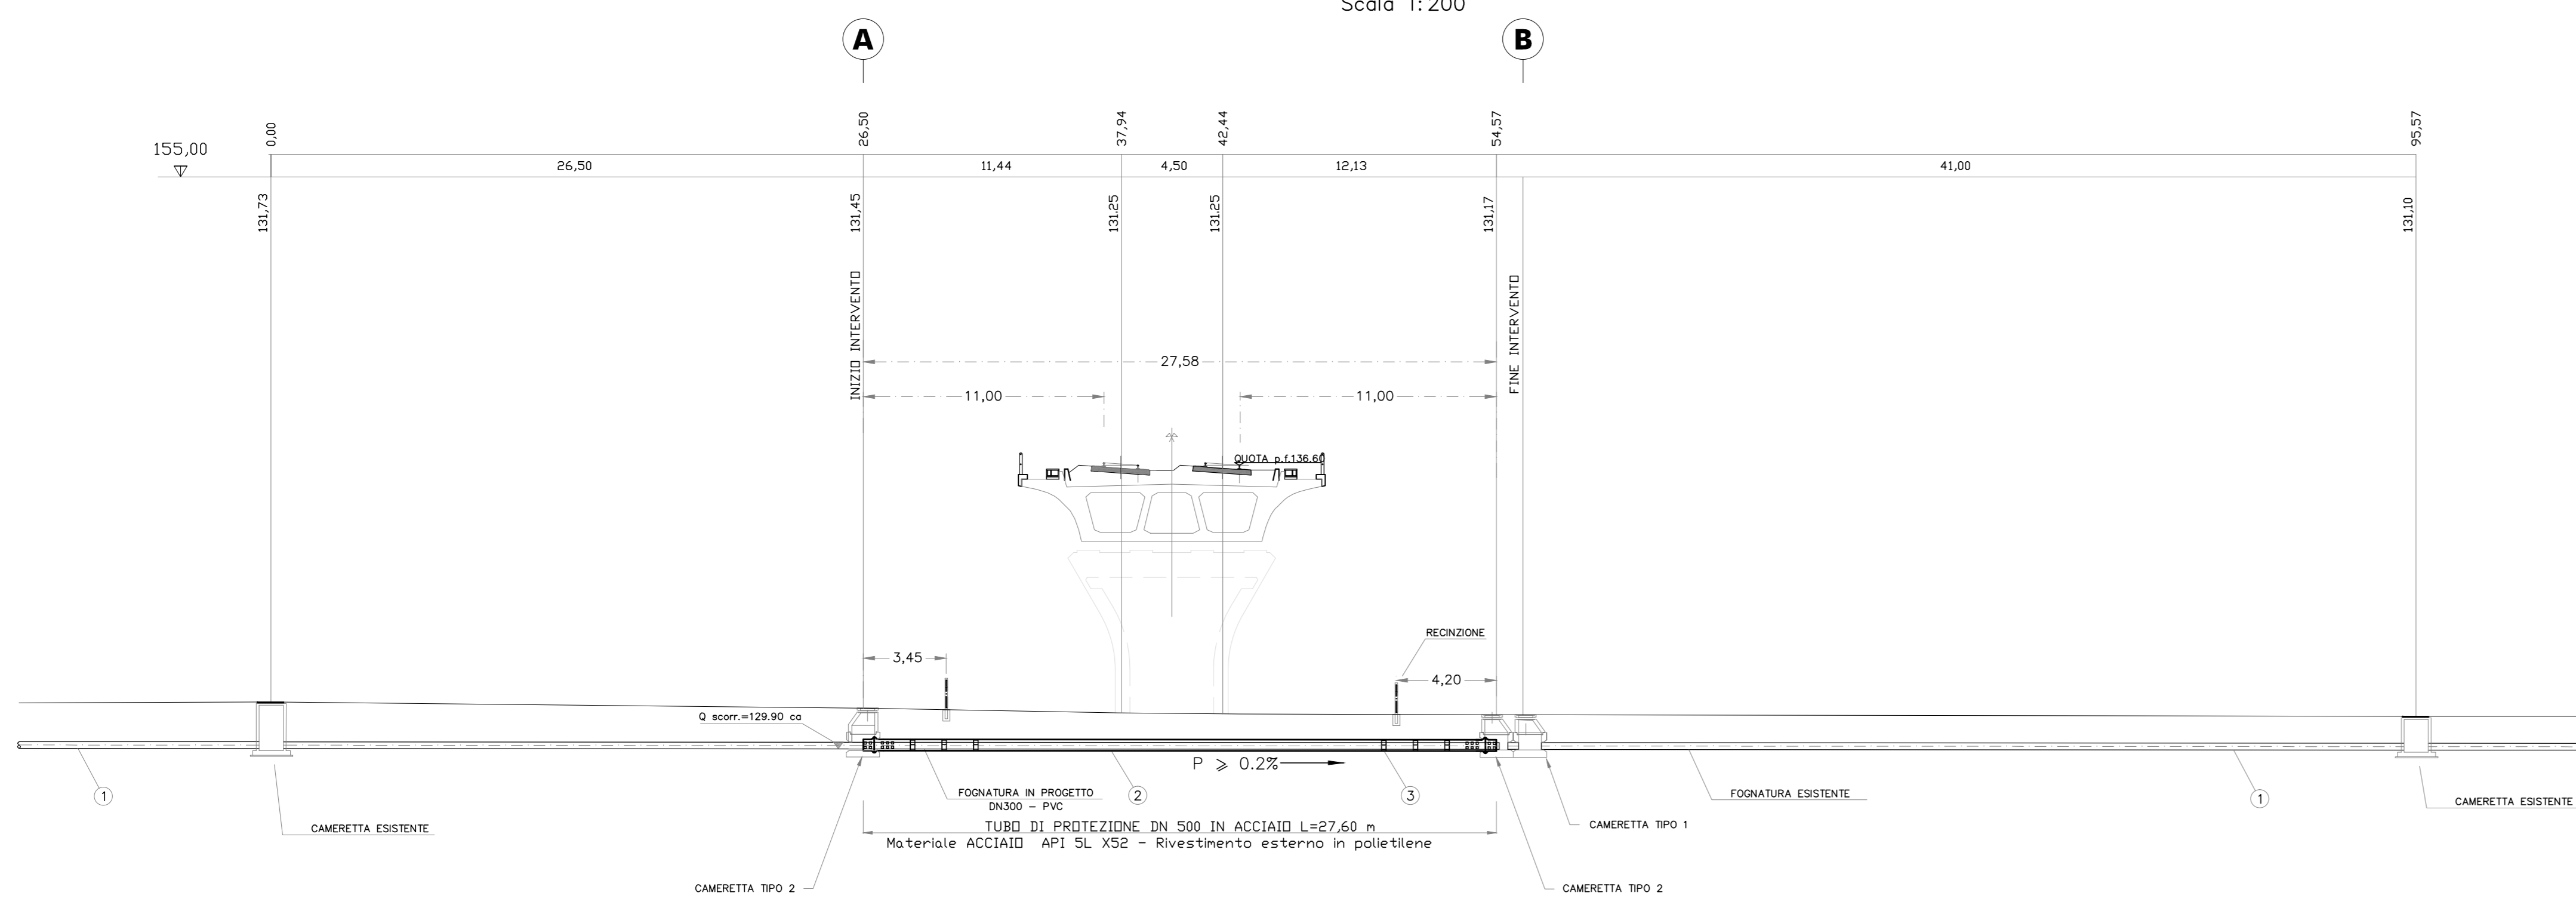 Scala 1:200
A
B
155,00
0,00
26,50
37,94
42,44
54,57
95,57
26,50
11,44
4,50
12,13
41,00
131,73
131,45
131.25
131.25
131,17
131,10
INIZIO INTERVENTO
FINE INTERVENTO
27,58
11,00
11,00
QUOTA p.f.136.60
RECINZIONE
3,45
4,20
Q scorr.=129.90 ca
P ⩾ 0.2%
1
FOGNATURA IN PROGETTO
DN300 - PVC
2
3
FOGNATURA ESISTENTE
1
CAMERETTA ESISTENTE
CAMERETTA ESISTENTE
TUBO DI PROTEZIONE DN 500 IN ACCIAIO L=27,60 m
Materiale ACCIAIO API 5L X52 - Rivestimento esterno in polietilene
CAMERETTA TIPO 1
CAMERETTA TIPO 2
CAMERETTA TIPO 2